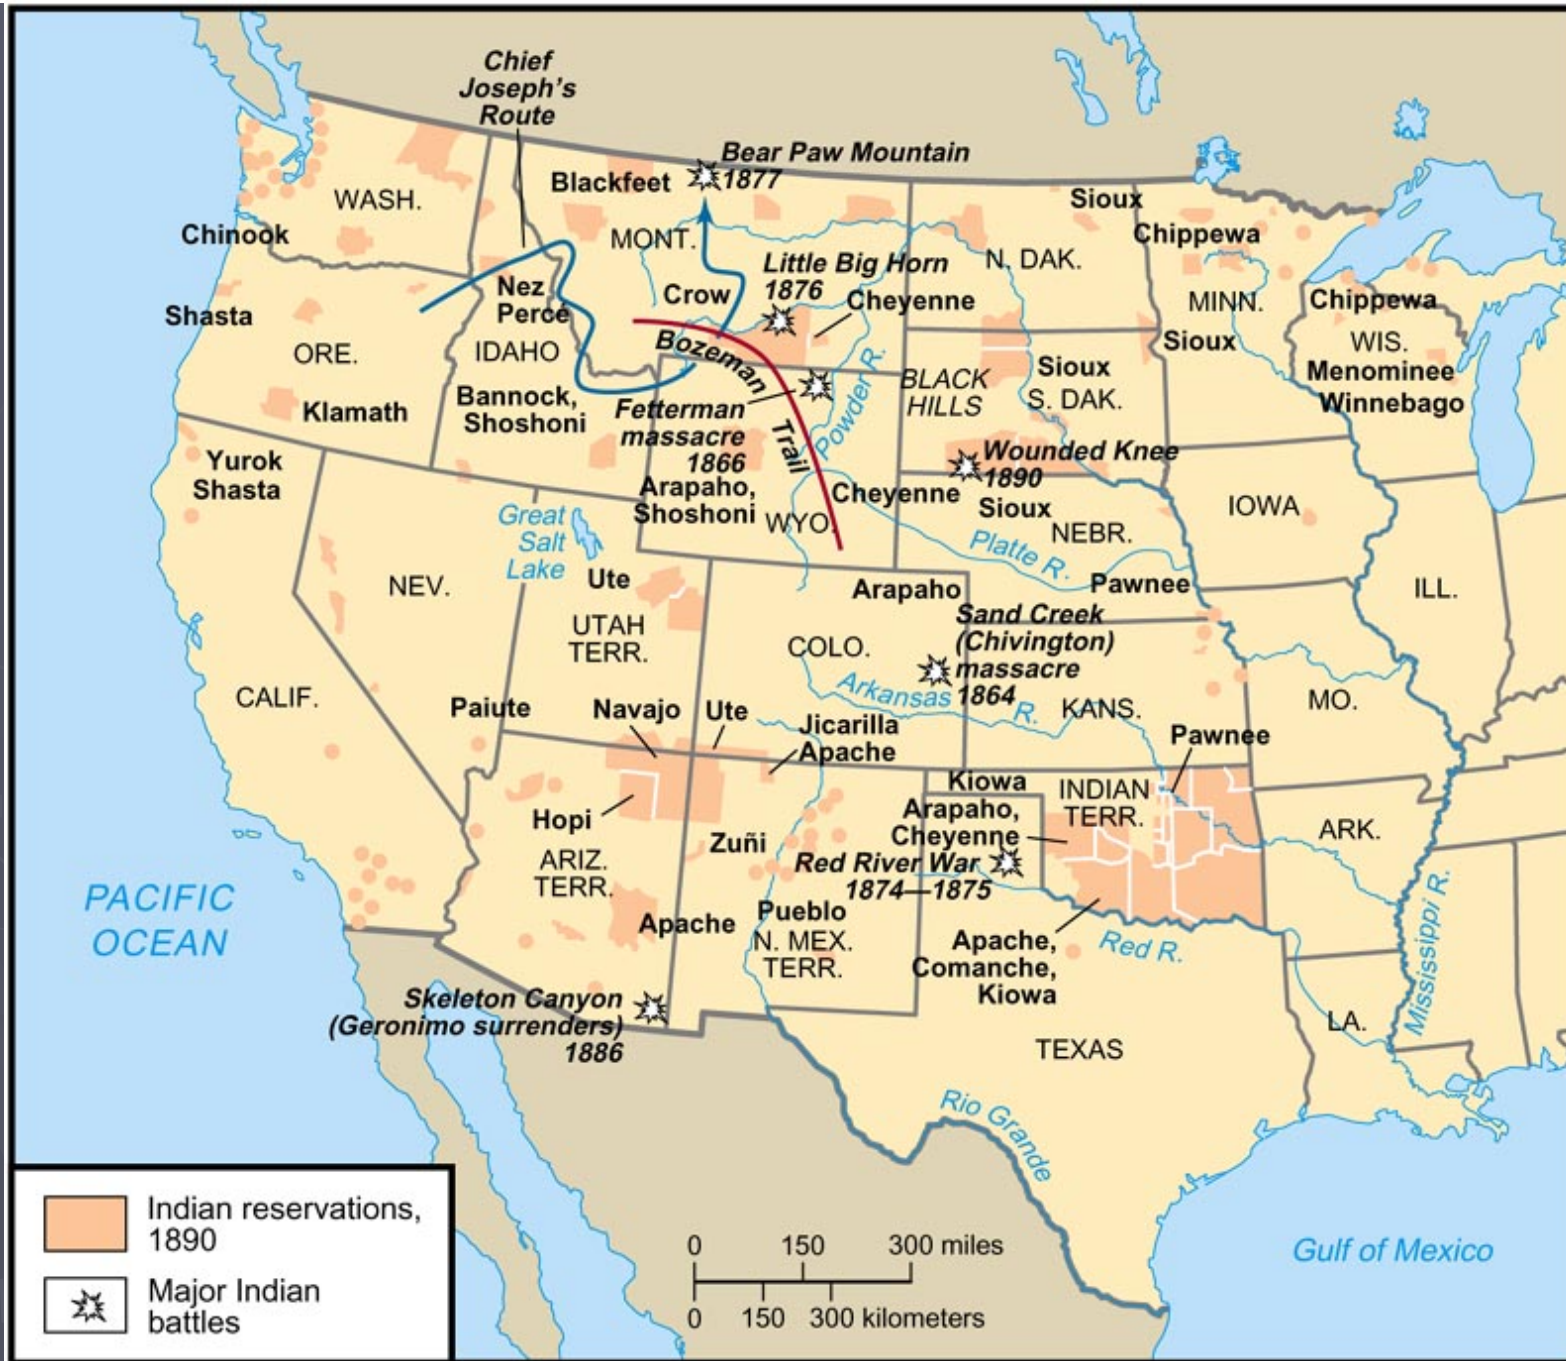 Chief
Joseph's
Route
Bear Paw Mountain
1877
Blackfeet
WASH.
MONT.
Sioux
Chippewa
Chinook
N. DAK.
Little Big Horn
1876
Cheyenne
Crow
Nez
Percé
MINN.
Chippewa
Shasta
ORE.
IDAHO
Bozeman
Trail
Powder R.
BLACK
HILLS
Sioux
S. DAK.
Sioux
WIS.
Menominee
Winnebago
Klamath
Bannock,
Shoshoni
Fetterman
massacre
1866
Arapaho,
Shoshoni
WYO.
Yurok
Shasta
Wounded Knee
1890
Cheyenne
Sioux
NEBR.
IOWA
Great
Salt
Lake
Platte R.
NEV.
Ute
UTAH
TERR.
Arapaho
Pawnee
ILL.
COLO.
Sand Creek
(Chivington)
massacre
1864
Arkansas R.
KANS.
MO.
CALIF.
Paiute
Navajo
Ute
Jicarilla
Apache
Pawnee
Kiowa
INDIAN
TERR.
Arapaho,
Cheyenne
Hopi
Zuñi
ARK.
ARIZ.
TERR.
Red River War
1874—1875
PACIFIC
OCEAN
Apache
Pueblo
N. MEX.
TERR.
Apache,
Comanche,
Kiowa
Red R.
Mississippi R.
Skeleton Canyon
(Geronimo surrenders)
1886
LA.
TEXAS
Rio Grande
Gulf of Mexico
Indian reservations,
1890
Major Indian
battles
0 150 300 miles
0 150 300 kilometers